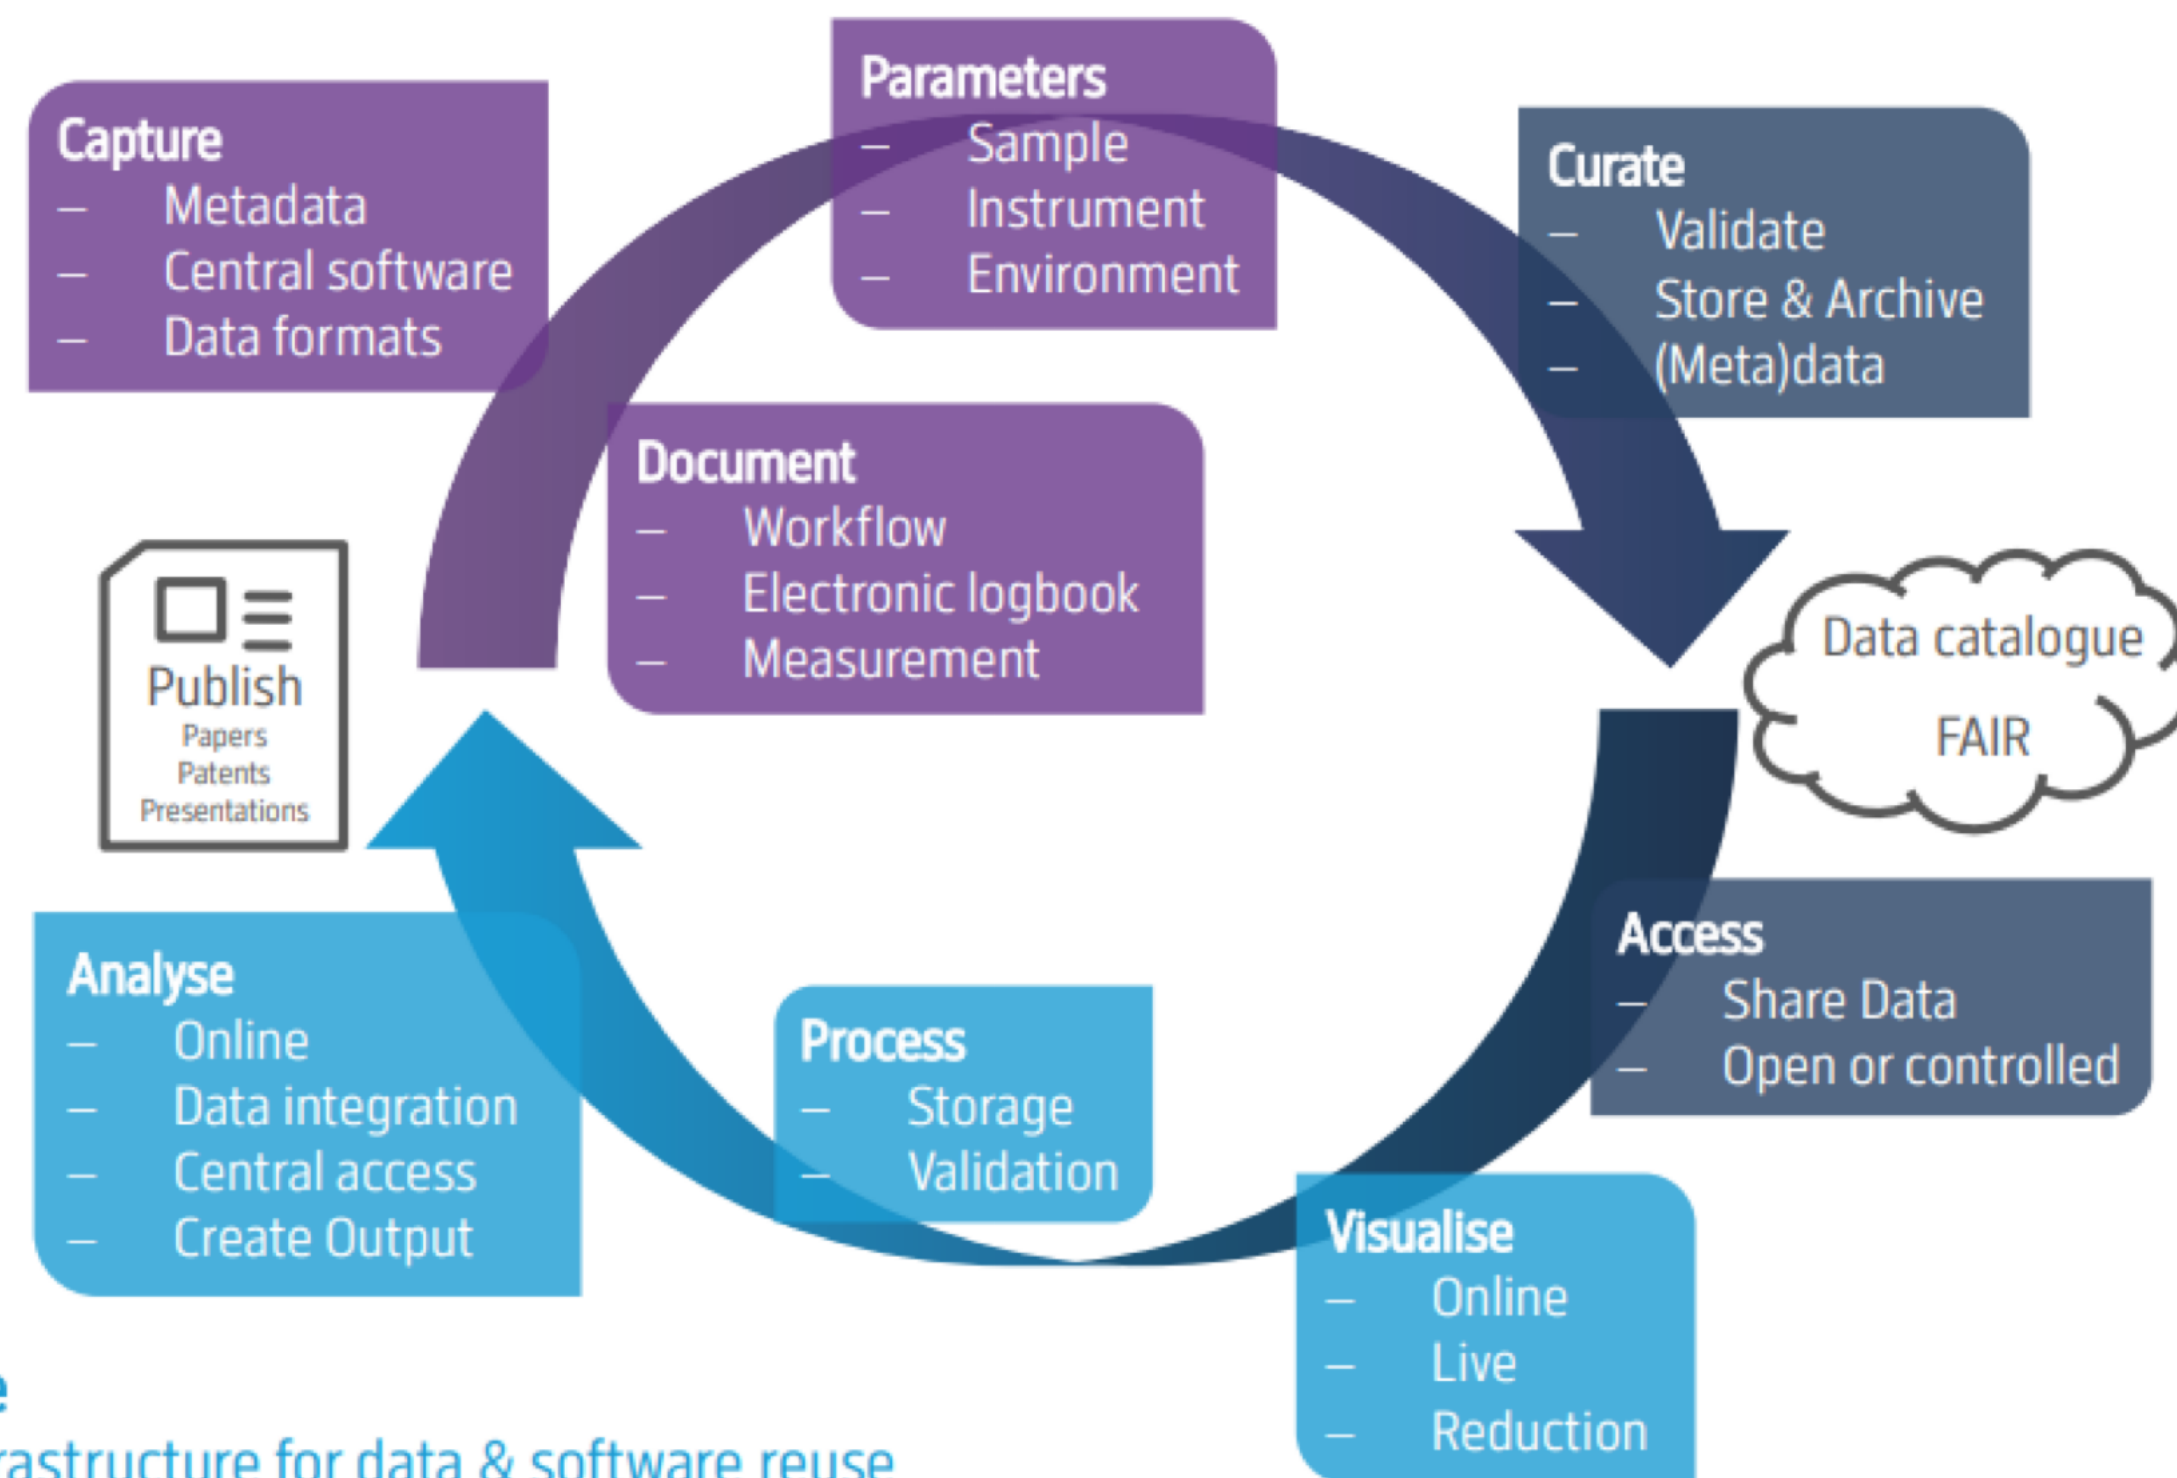 Capture
– Metadata
– Central software
– Data formats
Parameters
– Sample
– Instrument
– Environment
Curate
– Validate
– Store & Archive
– (Meta)data
Document
– Workflow
– Electronic logbook
– Measurement
Publish
Papers
Patents
Presentations
Data catalogue
FAIR
Access
– Share Data
– Open or controlled
Analyse
– Online
– Data integration
– Central access
– Create Output
Process
– Storage
– Validation
Visualise
– Online
– Live
– Reduction
for data & software reuse